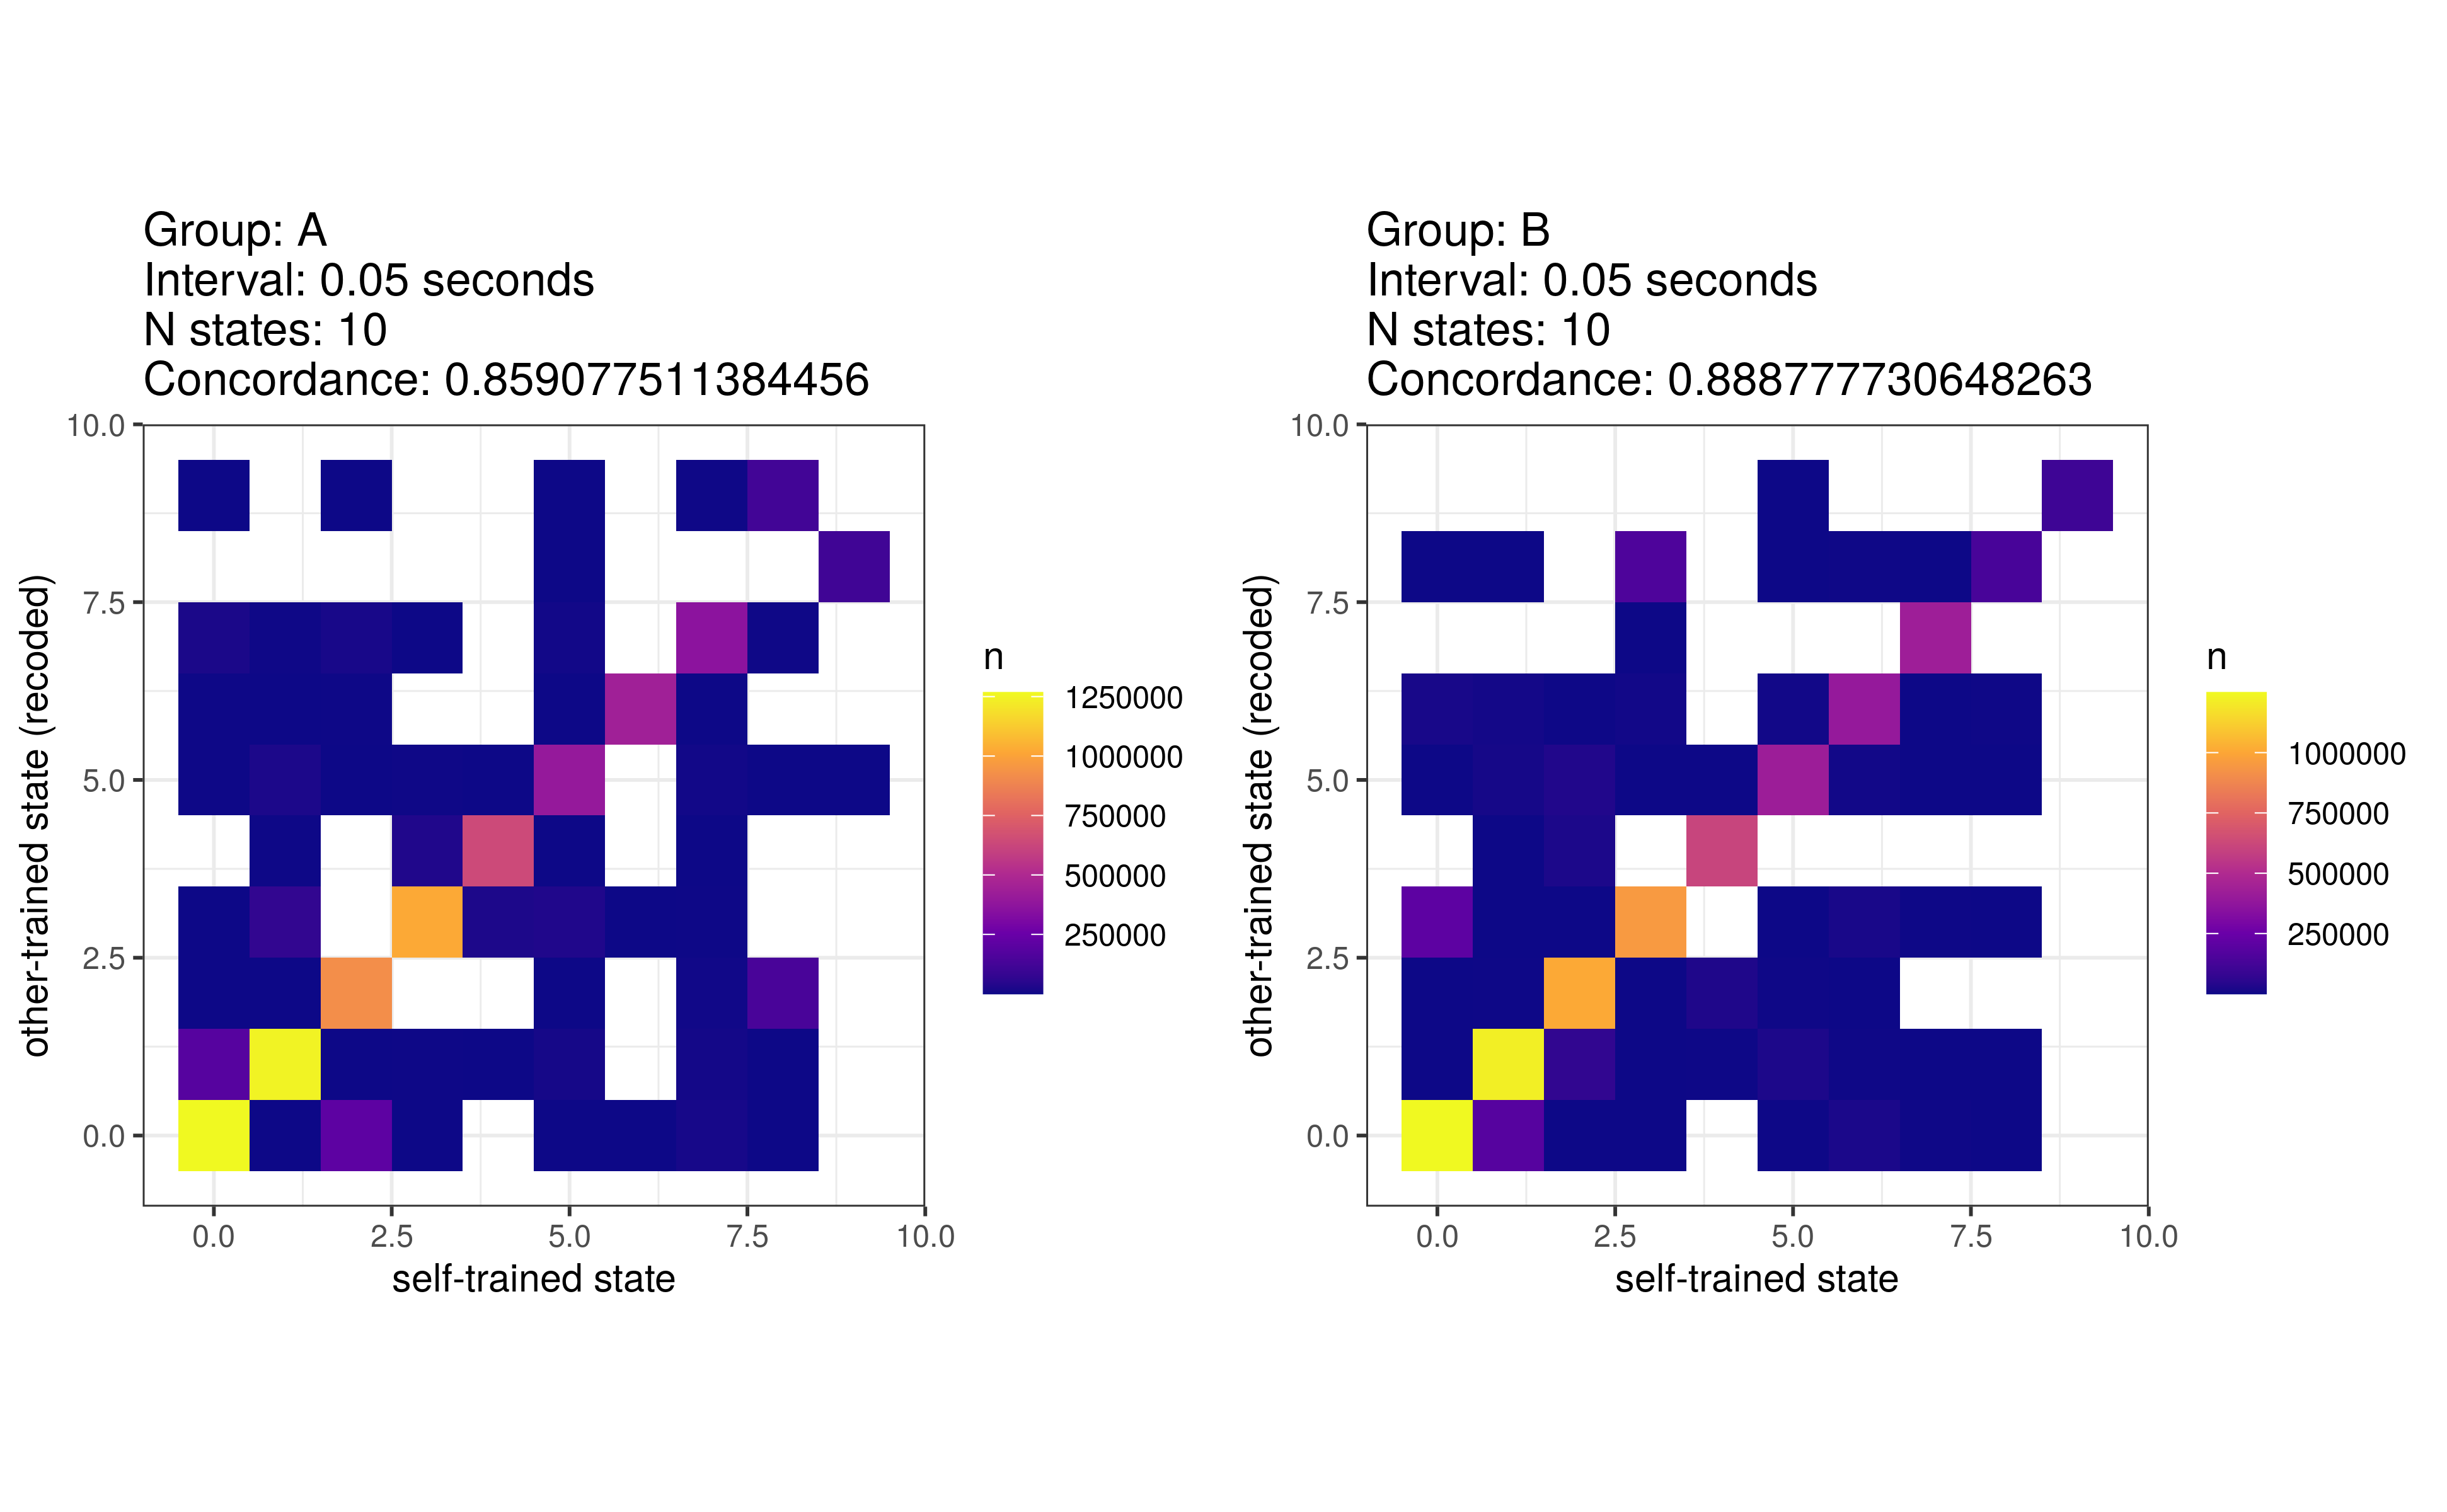 Group: A
Interval: 0.05 seconds
N states: 10
Concordance: 0.859077511384456
10.0
7.5
5.0
2.5
0.0
other-trained state (recoded)
0.0 2.5 5.0 7.5 10.0
self-trained state
n
1250000
1000000
750000
500000
250000
Group: B
Interval: 0.05 seconds
N states: 10
Concordance: 0.888777730648263
10.0
7.5
5.0
2.5
0.0
other-trained state (recoded)
0.0 2.5 5.0 7.5 10.0
self-trained state
n
1000000
750000
500000
250000